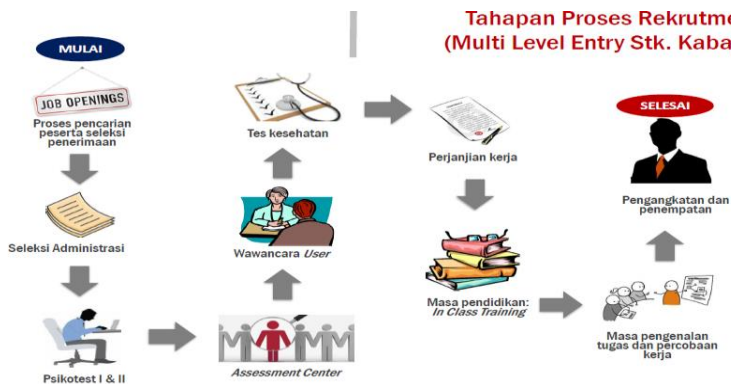 Tahapan Proses Rekrutme
(Multi Level Entry Stk. Kaba
MULAI
JOB OPENINGS
Proses pencarian
peserta seleksi
penerimaan
Seleksi Administrasi
Psikotest I & II
Assessment Center
Wawancara User
Tes kesehatan
Perjanjian kerja
Masa pendidikan:
In Class Training
Masa pengenalan
tugas dan percobaan
kerja
Pengangkatan dan
penempatan
SELESAI